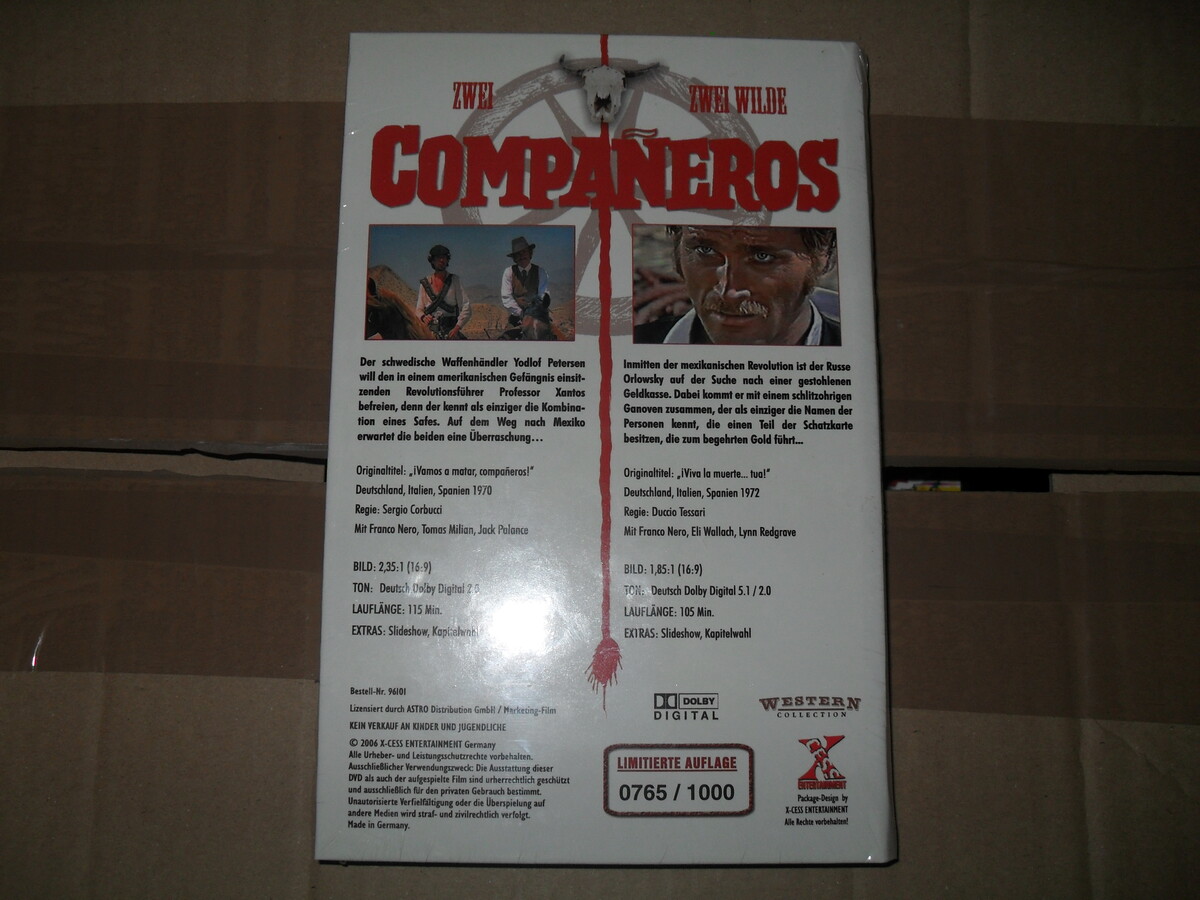 ZWEI
ZWEI WILDE
COMPAÑEROS
Der schwedische Waffenhändler Yodlof Petersen
will den in einem amerikanischen Gefängnis einsit-
zenden Revolutionsführer Professor Xantos
befreien, denn der kennt als einziger die Kombina-
tion eines Safes. Auf dem Weg nach Mexiko
erwartet die beiden eine Überraschung...
Originaltitel: „¡Vamos a matar, compañeros!"
Deutschland, Italien, Spanien 1970
Regie: Sergio Corbucci
Mit Franco Nero, Tomas Milian, Jack Palance
BILD: 2,35:1 (16:9)
TON: Deutsch Dolby Digital 2.0
LAUFLÄNGE: 115 Min.
EXTRAS: Slideshow, Kapitelwahl
Inmitten der mexikanischen Revolution ist der Russe
Orlowsky auf der Suche nach einer gestohlenen
Geldkasse. Dabei kommt er mit einem schlitzohrigen
Ganoven zusammen, der als einziger die Namen der
Personen kennt, die einen Teil der Schatzkarte
besitzen, die zum begehrten Gold führt...
Originaltitel: „¡Viva la muerte... tua!"
Deutschland, Italien, Spanien 1972
Regie: Duccio Tessari
Mit Franco Nero, Eli Wallach, Lynn Redgrave
BILD: 1,85:1 (16:9)
TON: Deutsch Dolby Digital 5.1 / 2.0
LAUFLÄNGE: 105 Min.
EXTRAS: Slideshow, Kapitelwahl
Bestell-Nr. 96101
Lizensiert durch ASTRO Distribution GmbH / Marketing-Film
KEIN VERKAUF AN KINDER UND JUGENDLICHE
© 2006 X-CESS ENTERTAINMENT Germany
Alle Urheber- und Leistungsschutzrechte vorbehalten.
Ausschließlicher Verwendungszweck: Die Ausstattung dieser
DVD als auch der aufgespielte Film sind urherrechtlich geschützt
und ausschließlich für den privaten Gebrauch bestimmt.
Unautorisierte Verfielfältigung oder die Überspielung auf
andere Medien wird straf- und zivilrechtlich verfolgt.
Made in Germany.
DOLBY
DIGITAL
WESTERN
COLLECTION
LIMITIERTE AUFLAGE
0765 / 1000
X
ENTERTAINMENT
Package-Design by
X-CESS ENTERTAINMENT
Alle Rechte vorbehalten!